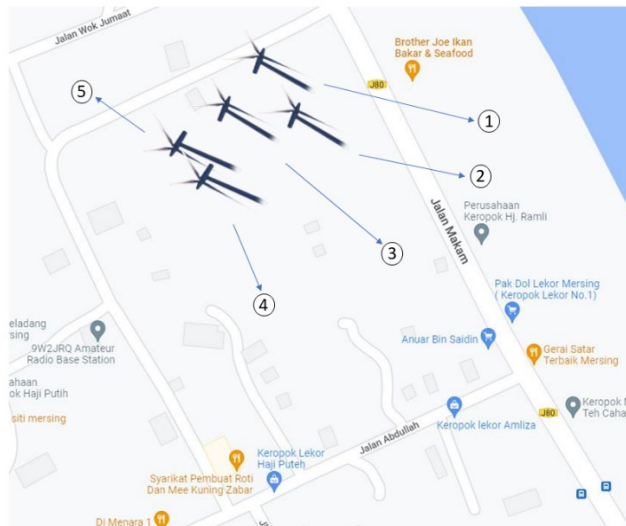 Jalan Wok Jumaat
Brother Joe Ikan
Bakar & Seafood
J80
5
1
2
3
4
Jalan Makam
Perusahaan
Keropok Hj. Ramli
Pak Dol Lekor Mersing
( Keropok Lekor No.1)
Anuar Bin Saidin
Gerai Satar
Terbaik Mersing
eladang
sing
9W2JRQ Amateur
Radio Base Station
ahaan
ok Haji Putih
siti mersing
J80
Keropok M
Teh Caha
Keropok lekor Amliza
Jalan Abdullah
Keropok Lekor
Haji Puteh
Syarikat Pembuat Roti
Dan Mee Kuning Zabar
Di Menara 1